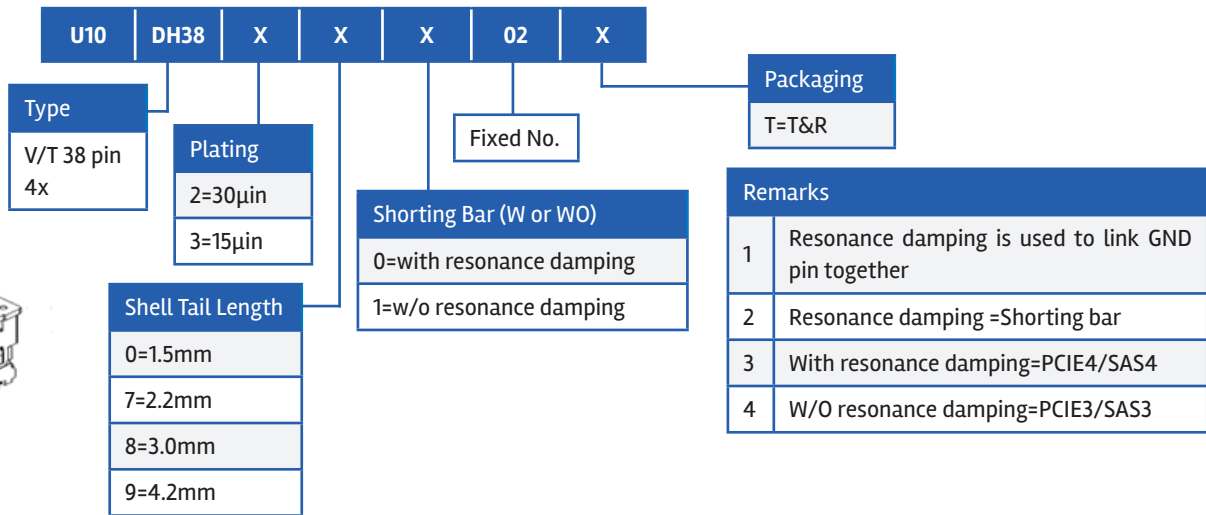 U10 DH38 X X X 02 X
Type
V/T 38 pin
4x
Plating
2=30µin
3=15µin
Shell Tail Length
0=1.5mm
7=2.2mm
8=3.0mm
9=4.2mm
Shorting Bar (W or WO)
0=with resonance damping
1=w/o resonance damping
Fixed No.
Packaging
T=T&R
Remarks
1 Resonance damping is used to link GND
pin together
2 Resonance damping =Shorting bar
3 With resonance damping=PCIE4/SAS4
4 W/O resonance damping=PCIE3/SAS3